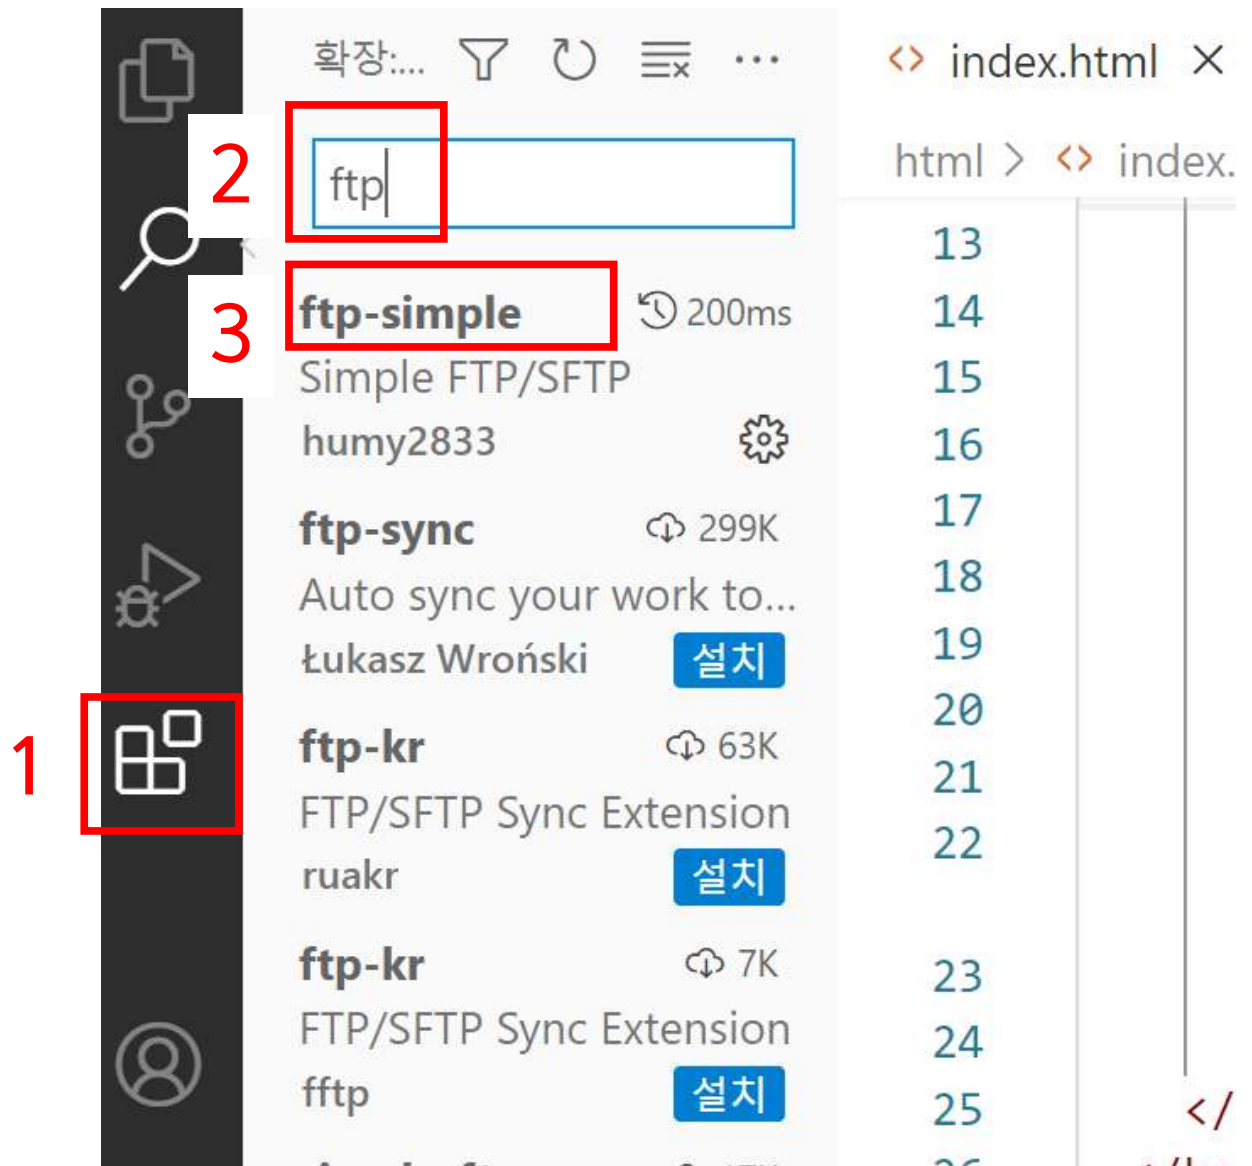 확장:...
2
ftp
3
ftp-simple 200ms
Simple FTP/SFTP
humy2833
ftp-sync 299K
Auto sync your work to...
Łukasz Wroński 설치
1
ftp-kr 63K
FTP/SFTP Sync Extension
ruakr 설치
ftp-kr 7K
FTP/SFTP Sync Extension
fftp 설치
index.html
html > index.
13
14
15
16
17
18
19
20
21
22
23
24
25 </